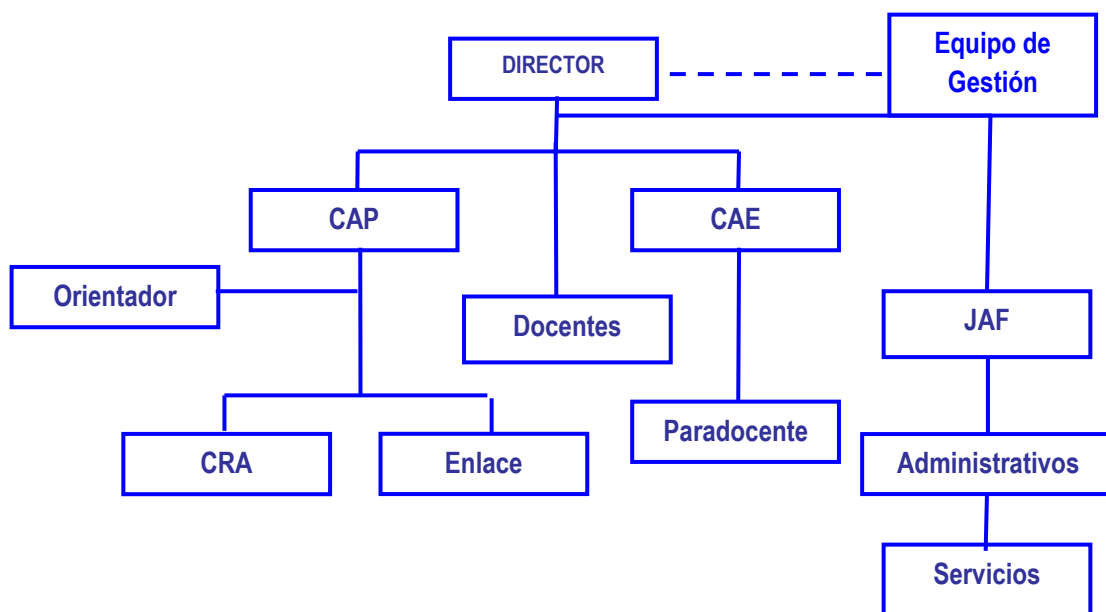 DIRECTOR
Equipo de
Gestión
CAP
CAE
Orientador
Docentes
JAF
CRA
Enlace
Paradocente
Administrativos
Servicios